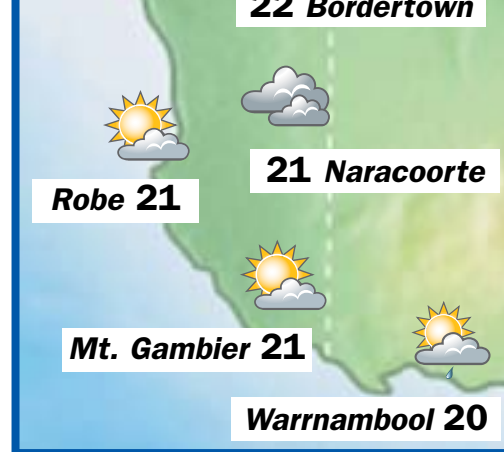 22 Bordertown
21 Naracoorte
Robe 21
Mt. Gambier 21
Warrnambool 20